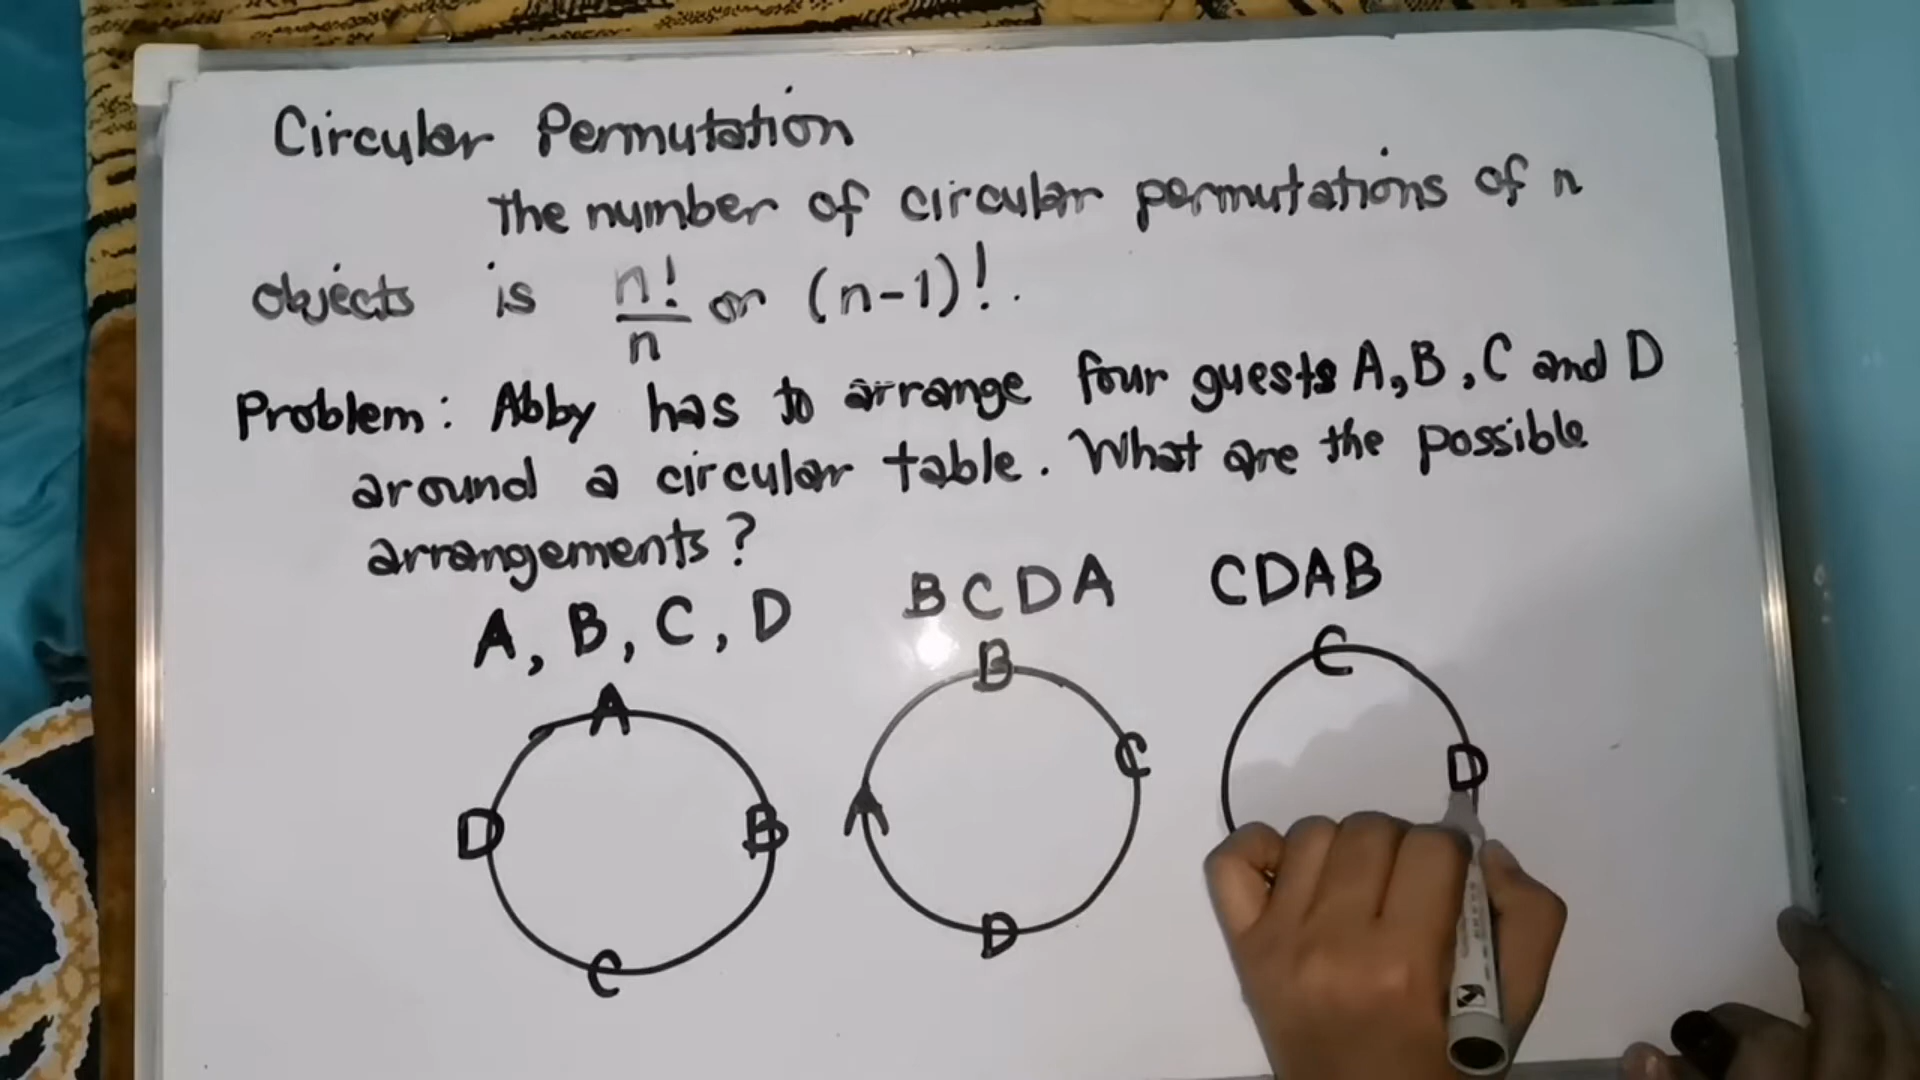 Circular Permutation
The number of circular permutations of n
objects is n!/n or (n-1)!.
Problem: Abby has to arrange four guests A, B, C and D
around a circular table. What are the possible
arrangements?
A, B, C, D
BCDA
CDAB
A
D
B
C
B
C
A
D
C
D